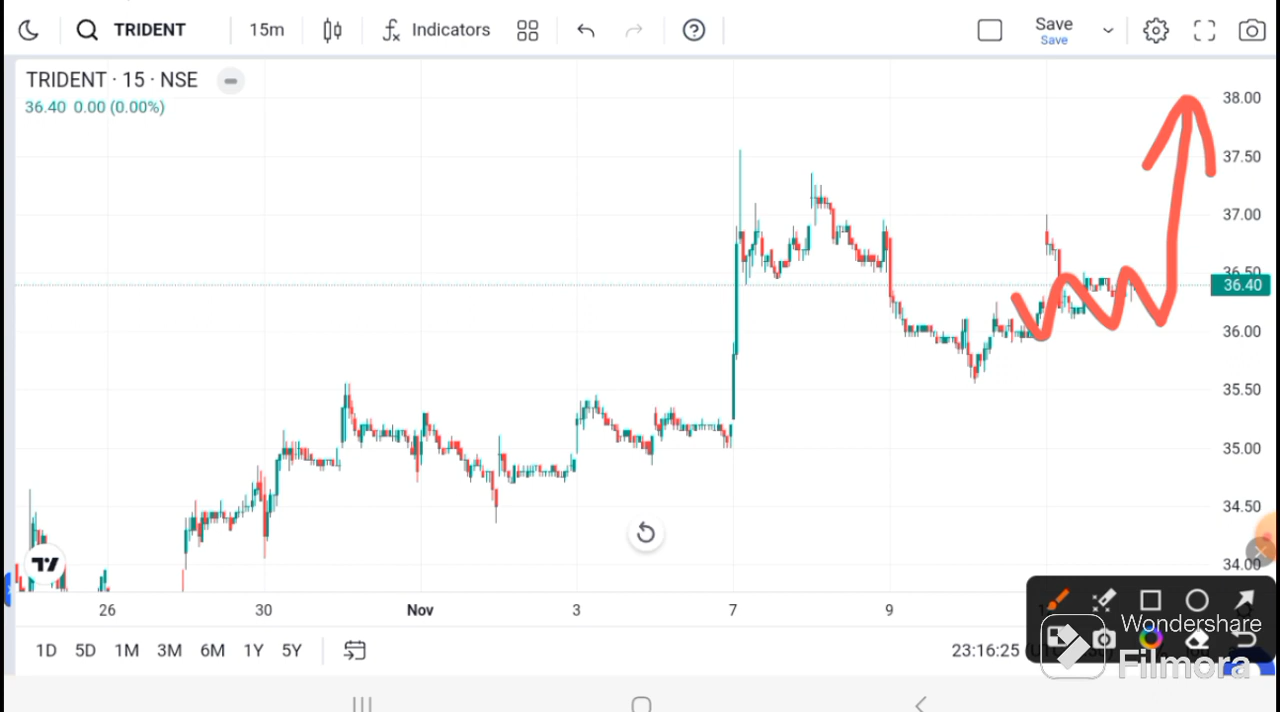 TRIDENT 15m Indicators Save
Save
TRIDENT · 15 · NSE
36.40 0.00 (0.00%)
38.00
37.50
37.00
36.50
36.40
36.00
35.50
35.00
34.50
34.00
26 30 Nov 3 7 9
1D 5D 1M 3M 6M 1Y 5Y 23:16:25
Wondershare
Filmora